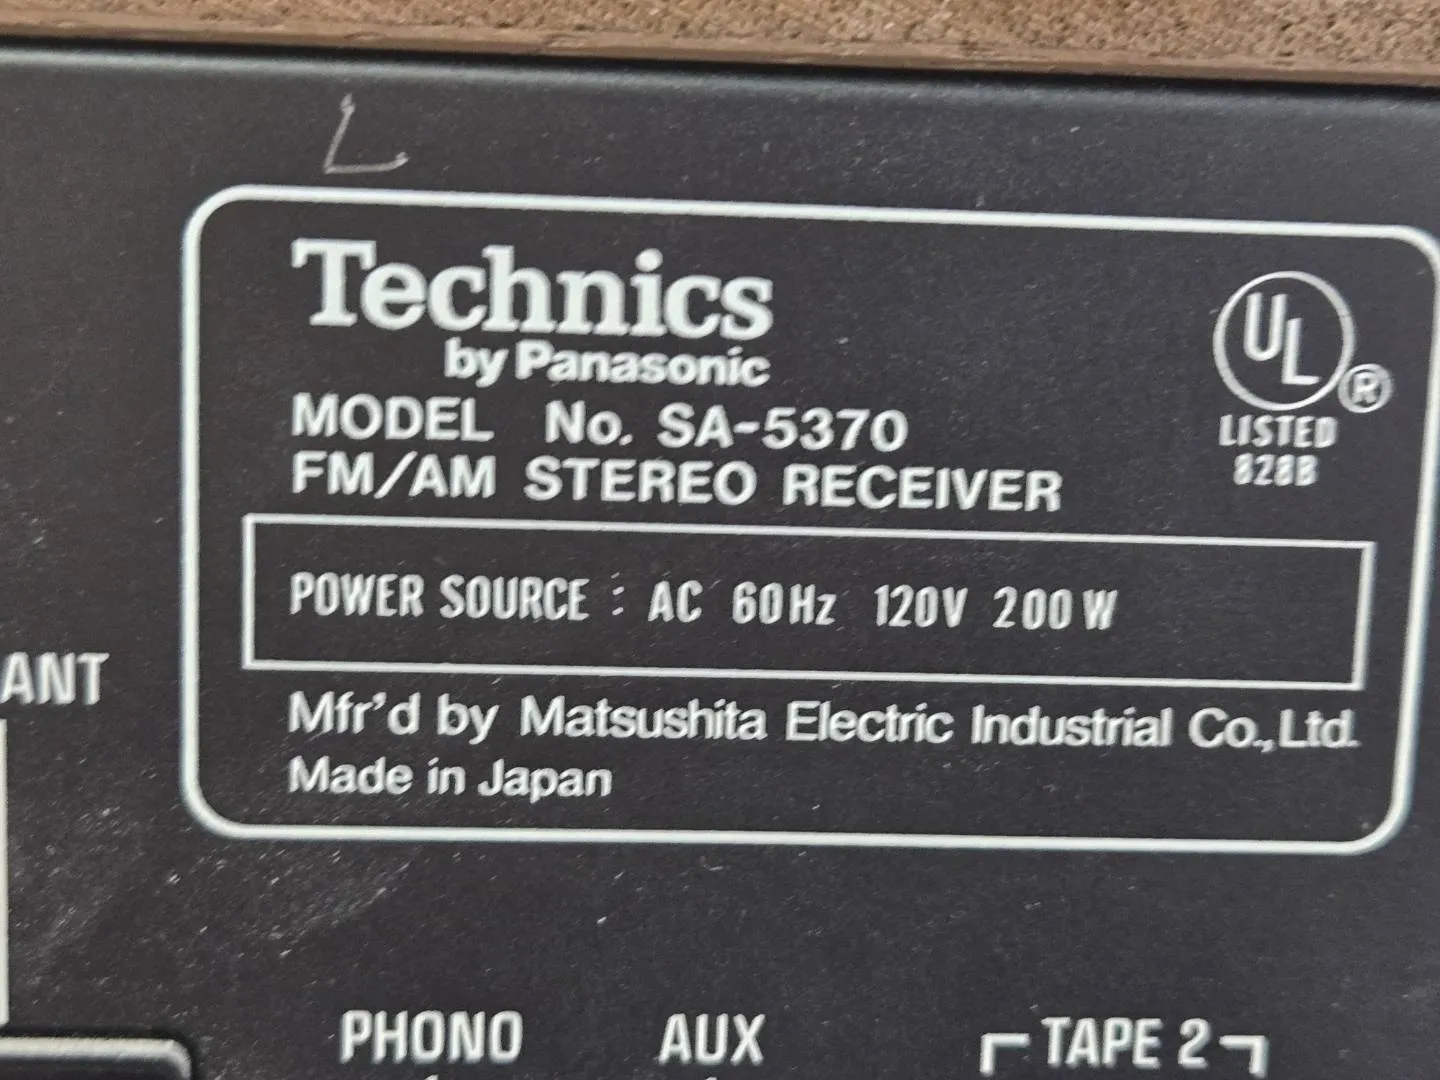 L
Technics
by Panasonic
MODEL No. SA-5370
FM/AM STEREO RECEIVER
UL ®
LISTED
828B
POWER SOURCE : AC 60Hz 120V 200W
Mfr'd by Matsushita Electric Industrial Co.,Ltd.
Made in Japan
ANT
PHONO AUX TAPE 2